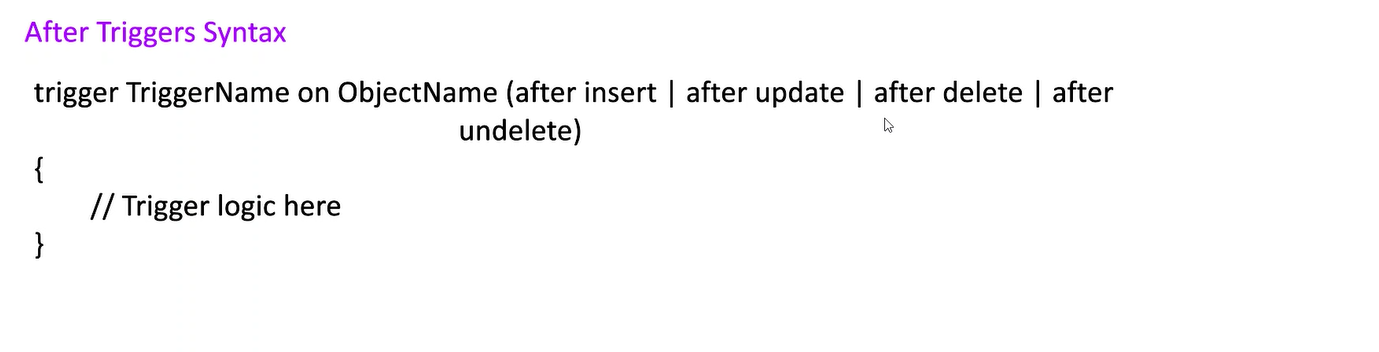 After Triggers Syntax
trigger TriggerName on ObjectName (after insert | after update | after delete | after
undelete)
{
// Trigger logic here
}